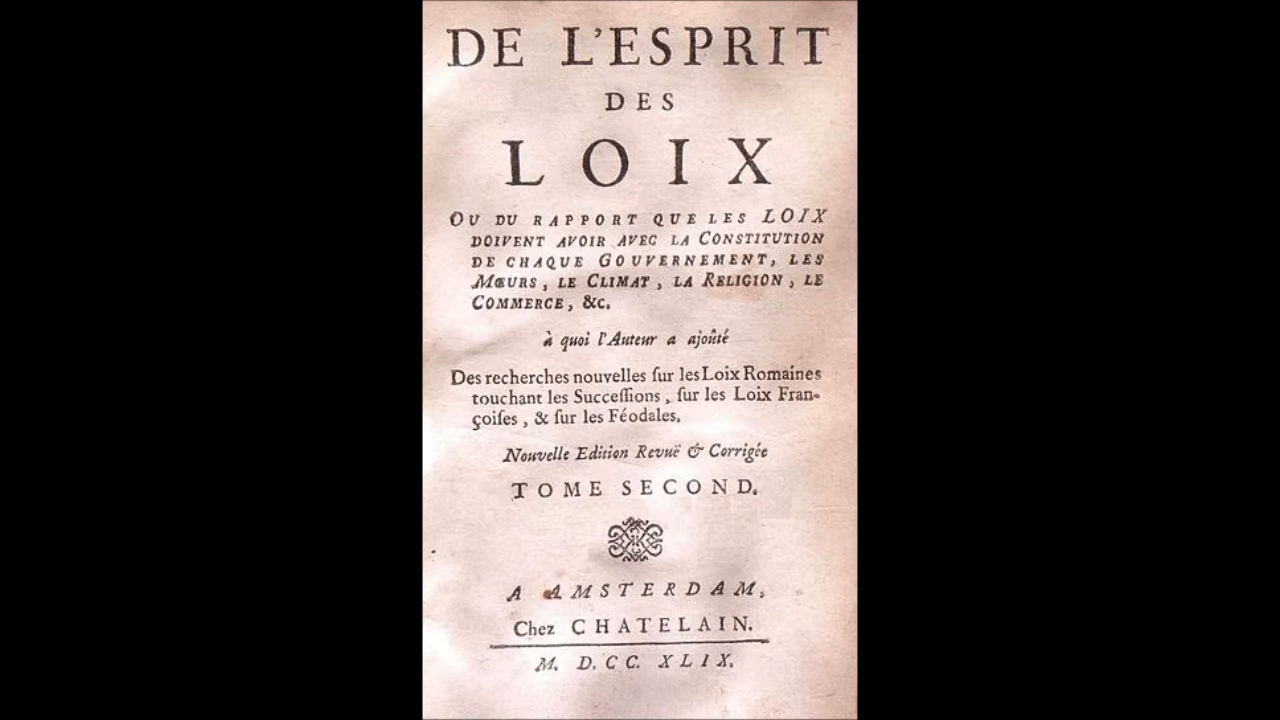 DE L'ESPRIT
DES
LOIX
OU DU RAPPORT QUE LES LOIX
DOIVENT AVOIR AVEC LA CONSTITUTION
DE CHAQUE GOUVERNEMENT, LES
MŒURS, LE CLIMAT, LA RELIGION, LE
COMMERCE, &c.
à quoi l'Auteur a ajoûté
Des recherches nouvelles ſur les Loix Romaines
touchant les Succeſſions, ſur les Loix Fran-
çoiſes, & ſur les Féodales.
Nouvelle Edition Revuë & Corrigée
TOME SECOND.
A AMSTERDAM,
Chez CHATELAIN.
M. D. CC. XLIX.